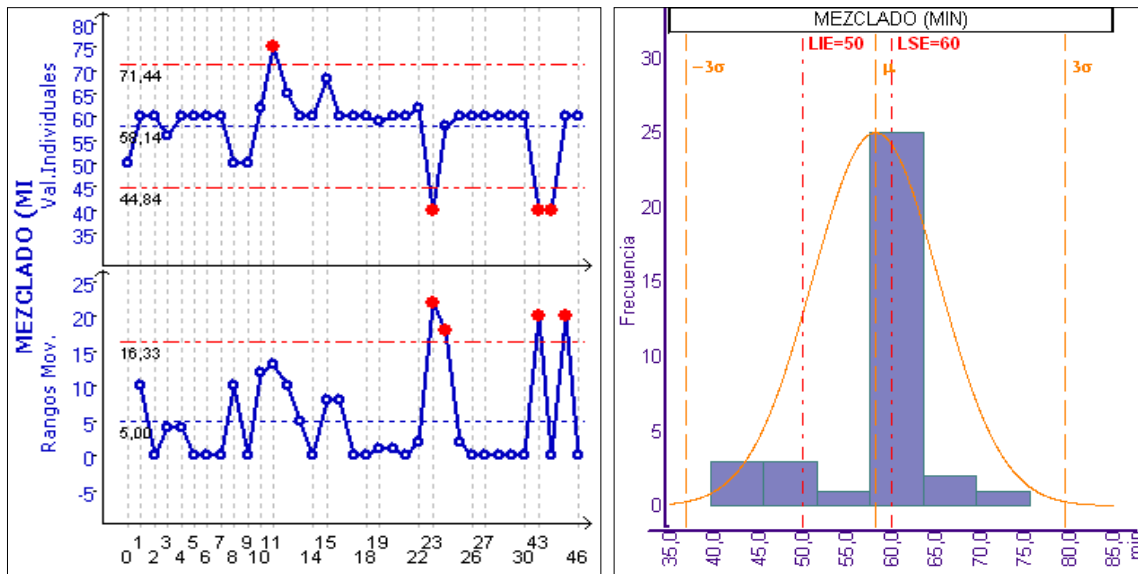 MEZCLADO (MI
Val.Individuales
80
75
70
65
60
55
50
45
40
35
71,44
58,14
44,84
Rangos Mov.
25
20
15
10
5
0
-5
16,33
5,00
1 3 5 7 8 11 15 19 23 27 43
0 2 4 6 10 14 18 22 30 46
MEZCLADO (MIN)
LIE=50 LSE=60
-3σ μ 3σ
Frecuencia
30
25
20
15
10
5
0
35,0 40,0 45,0 50,0 55,0 60,0 65,0 70,0 75,0 80,0 85,0
min